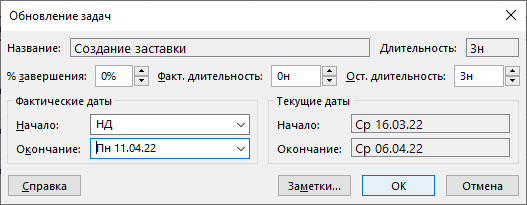 Обновление задач
Название: Создание заставки Длительность: 3н
% завершения: 0% Факт. длительность: 0н Ост. длительность: 3н
Фактические даты Текущие даты
Начало: НД Начало: Ср 16.03.22
Окончание: Пн 11.04.22 Окончание: Ср 06.04.22
Справка Заметки... ОК Отмена